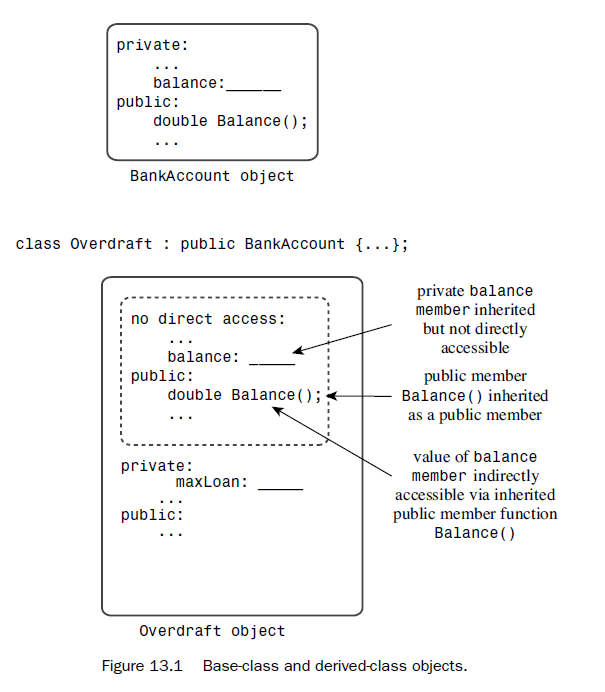 private:
...
balance:______
public:
double Balance();
...
BankAccount object
class Overdraft : public BankAccount {...};
no direct access:
...
balance: _____
public:
double Balance();
...
private:
maxLoan: _____
...
public:
...
private balance
member inherited
but not directly
accessible
public member
Balance() inherited
as a public member
value of balance
member indirectly
accessible via inherited
public member function
Balance()
Overdraft object
Figure 13.1 Base-class and derived-class objects.